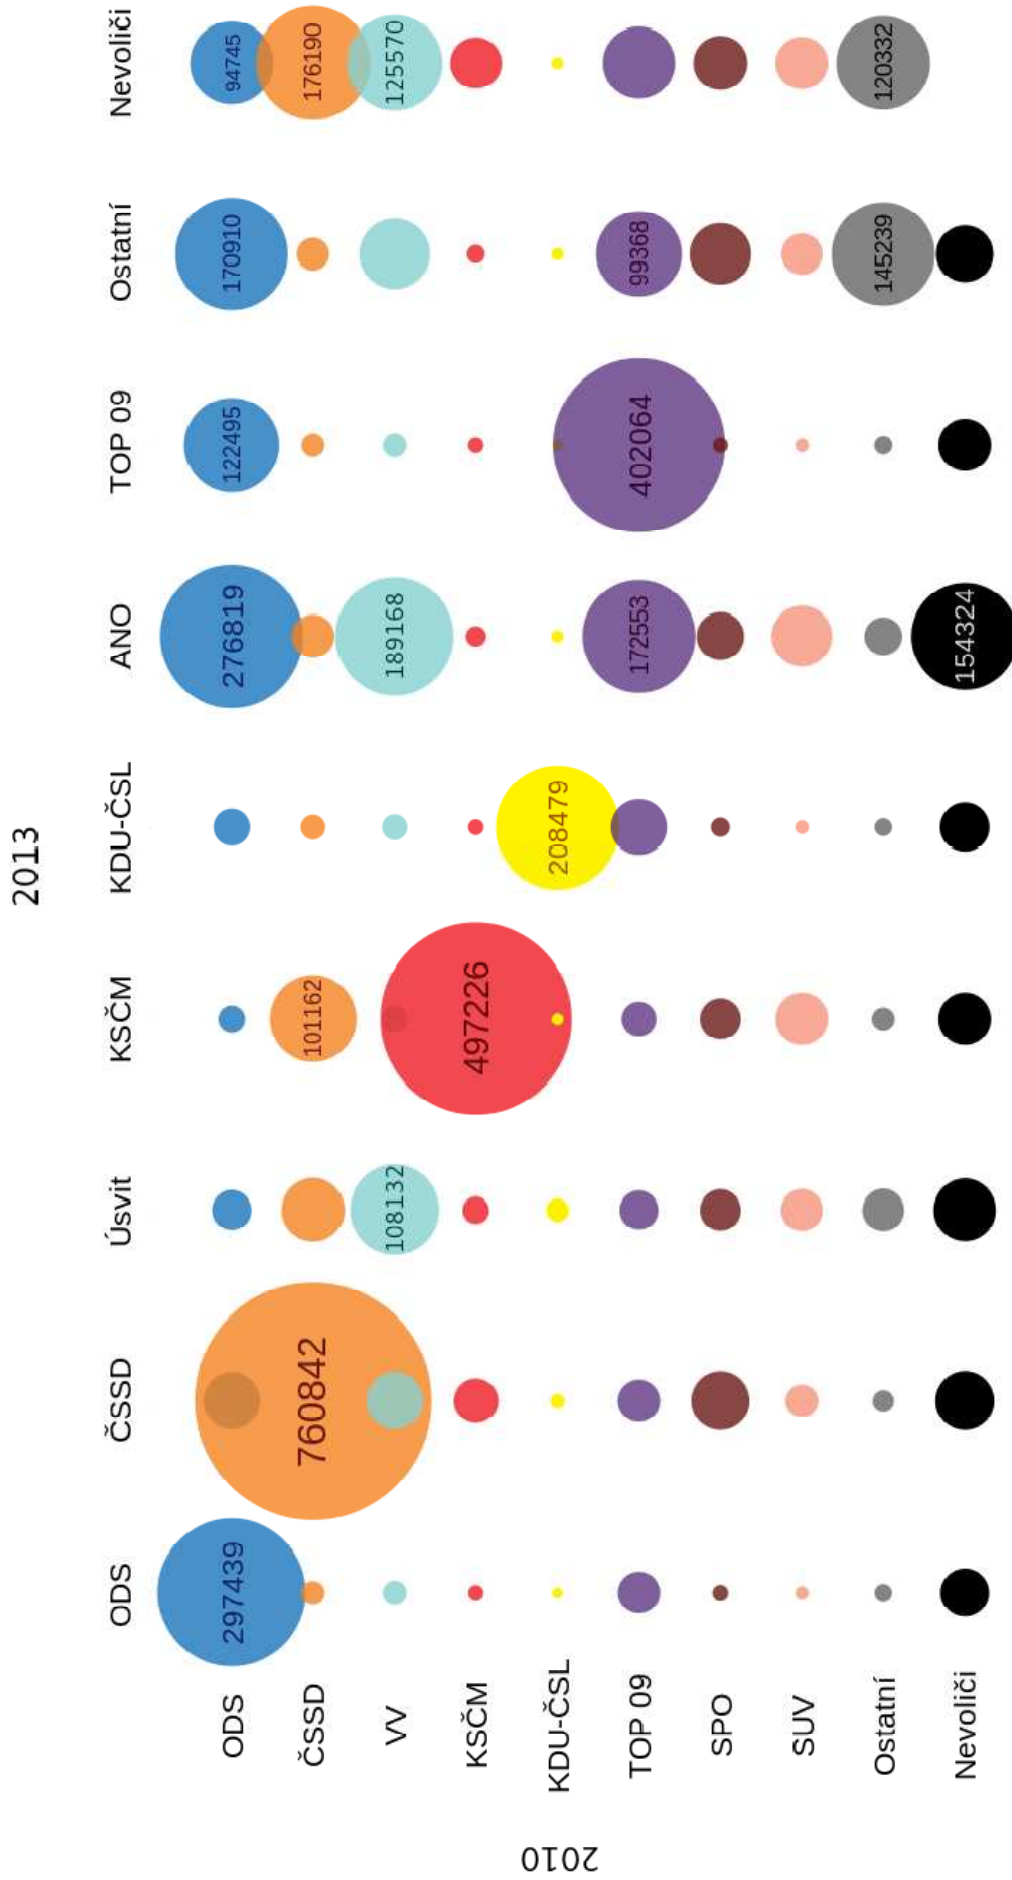 2013
ODS ČSSD Úsvit KSČM KDU-ČSL ANO TOP 09 Ostatní Nevoliči
2010
ODS 297439 276819 122495 170910 94745
ČSSD 760842 101162 176190
VV 108132 189168 125570
KSČM 497226
KDU-ČSL 208479
TOP 09 172553 402064 99368
SPO
SUV
Ostatní 145239 120332
Nevoliči 154324